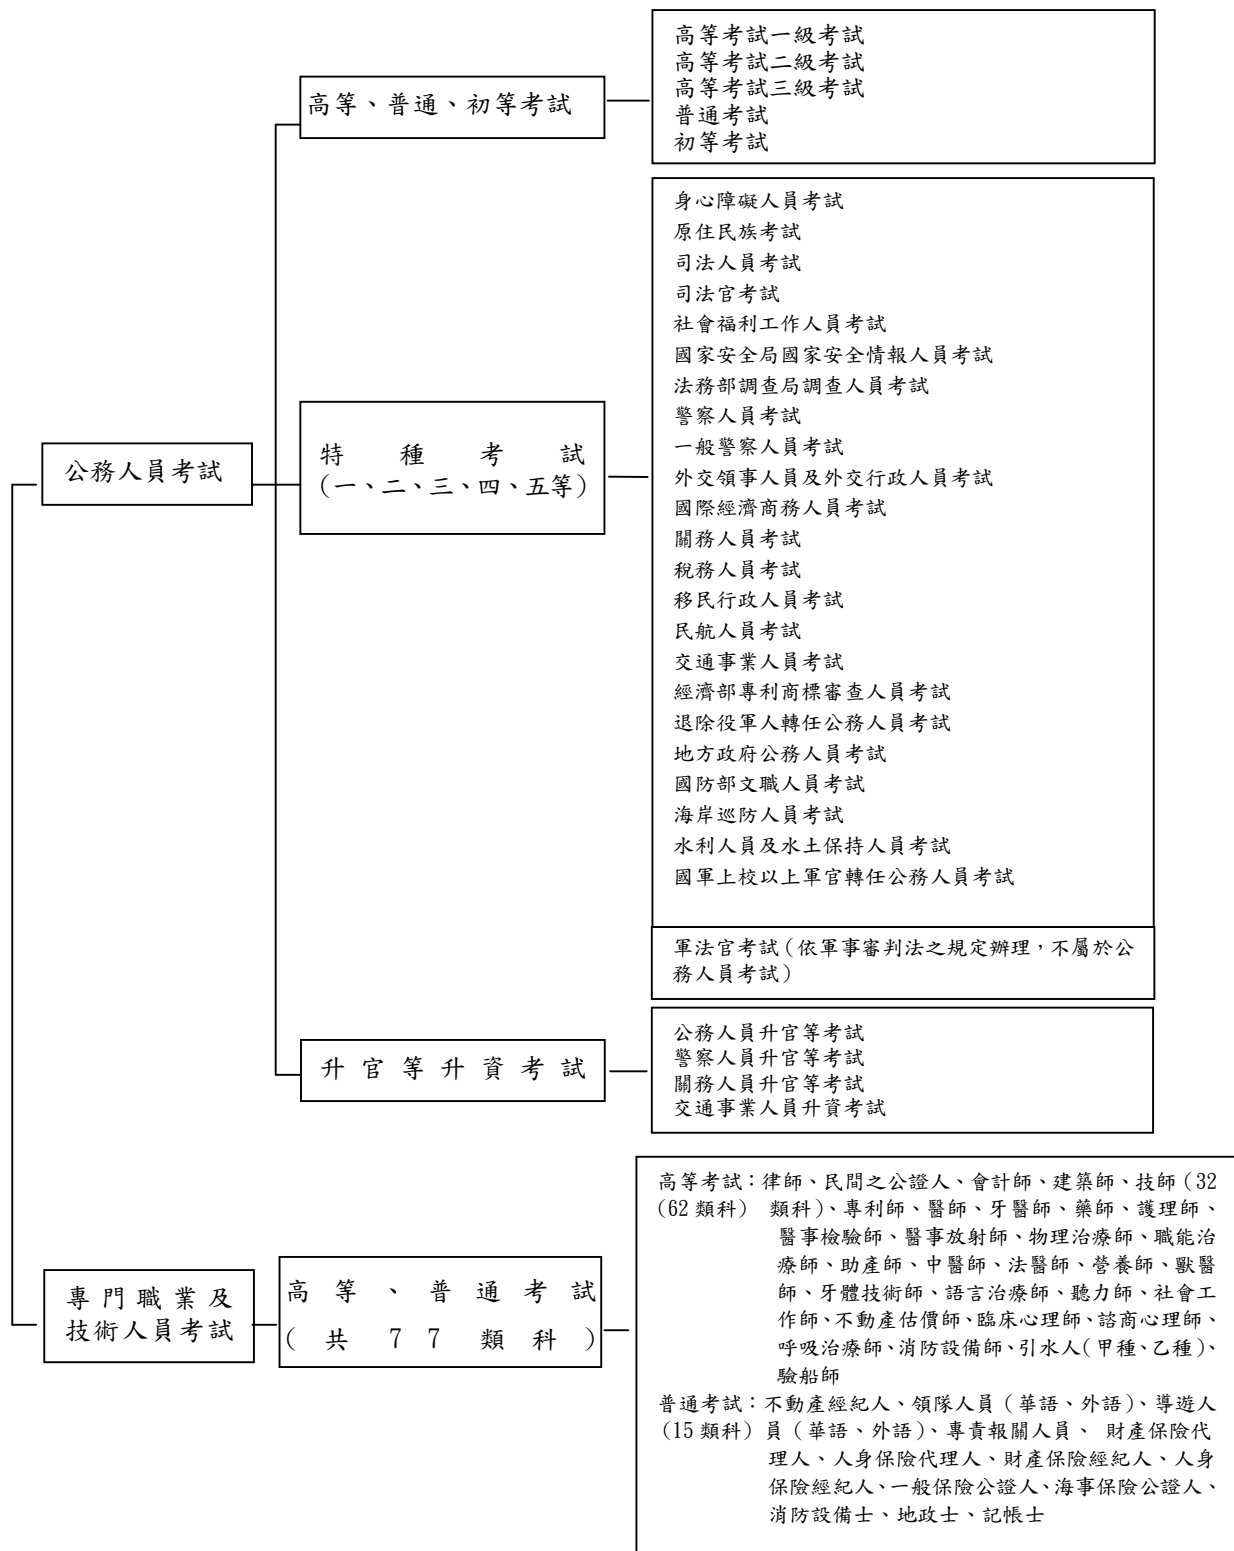 公務人員考試
高等、普通、初等考試
高等考試一級考試
高等考試二級考試
高等考試三級考試
普通考試
初等考試
特種考試
(一、二、三、四、五等)
身心障礙人員考試
原住民族考試
司法人員考試
司法官考試
社會福利工作人員考試
國家安全局國家安全情報人員考試
法務部調查局調查人員考試
警察人員考試
一般警察人員考試
外交領事人員及外交行政人員考試
國際經濟商務人員考試
關務人員考試
稅務人員考試
移民行政人員考試
民航人員考試
交通事業人員考試
經濟部專利商標審查人員考試
退除役軍人轉任公務人員考試
地方政府公務人員考試
國防部文職人員考試
海岸巡防人員考試
水利人員及水土保持人員考試
國軍上校以上軍官轉任公務人員考試
軍法官考試(依軍事審判法之規定辦理,不屬於公
務人員考試)
升官等升資考試
公務人員升官等考試
警察人員升官等考試
關務人員升官等考試
交通事業人員升資考試
專門職業及
技術人員考試
高等、普通考試
(共77類科)
高等考試:律師、民間之公證人、會計師、建築師、技師(32
(62類科) 類科)、專利師、醫師、牙醫師、藥師、護理師、
醫事檢驗師、醫事放射師、物理治療師、職能治
療師、助產師、中醫師、法醫師、營養師、獸醫
師、牙體技術師、語言治療師、聽力師、社會工
作師、不動產估價師、臨床心理師、諮商心理師、
呼吸治療師、消防設備師、引水人(甲種、乙種)、
驗船師
普通考試:不動產經紀人、領隊人員(華語、外語)、導遊人
(15類科) 員(華語、外語)、專責報關人員、 財產保險代
理人、人身保險代理人、財產保險經紀人、人身
保險經紀人、一般保險公證人、海事保險公證人、
消防設備士、地政士、記帳士